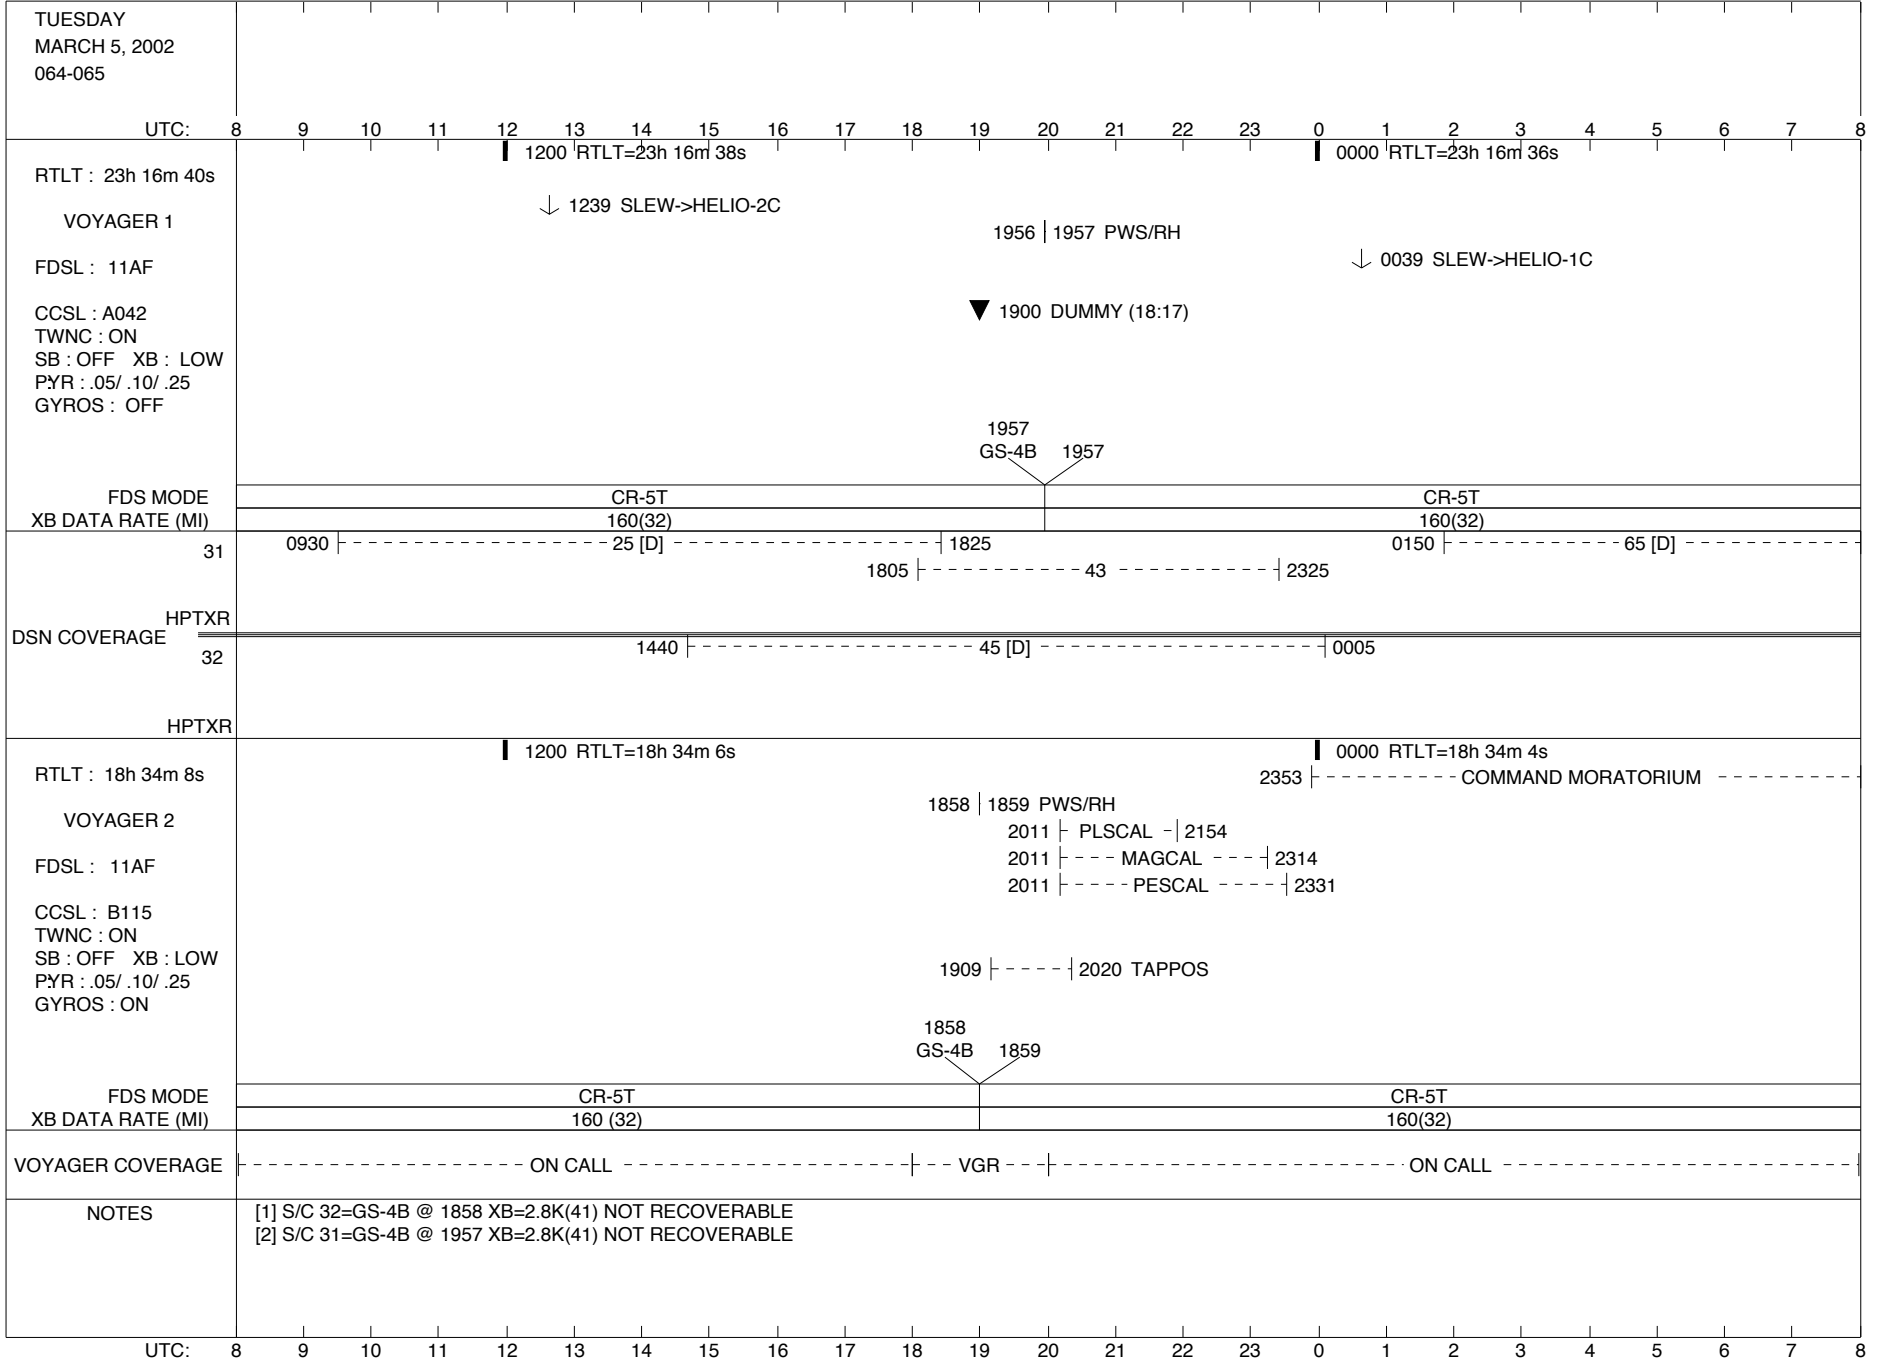 TUESDAY
MARCH 5, 2002
064-065
UTC: 8 9 10 11 12 13 14 15 16 17 18 19 20 21 22 23 0 1 2 3 4 5 6 7 8
1200 RTLT=23h 16m 38s 0000 RTLT=23h 16m 36s
RTLT : 23h 16m 40s
1239 SLEW->HELIO-2C
VOYAGER 1
1956 1957 PWS/RH
0039 SLEW->HELIO-1C
FDSL : 11AF
CCSL : A042
1900 DUMMY (18:17)
TWNC : ON
SB : OFF XB : LOW
P:YR : .05/ .10/ .25
GYROS : OFF
1957
GS-4B 1957
FDS MODE CR-5T CR-5T
XB DATA RATE (MI) 160(32) 160(32)
31 0930 25 [D] 1825 0150 65 [D]
1805 43 2325
HPTXR
DSN COVERAGE
32 1440 45 [D] 0005
HPTXR
1200 RTLT=18h 34m 6s 0000 RTLT=18h 34m 4s
RTLT : 18h 34m 8s 2353 COMMAND MORATORIUM
1858 1859 PWS/RH
VOYAGER 2
2011 PLSCAL 2154
2011 MAGCAL 2314
FDSL : 11AF
2011 PESCAL 2331
CCSL : B115
TWNC : ON
SB : OFF XB : LOW
1909 2020 TAPPOS
P:YR : .05/ .10/ .25
GYROS : ON
1858
GS-4B 1859
FDS MODE CR-5T CR-5T
XB DATA RATE (MI) 160 (32) 160(32)
VOYAGER COVERAGE ON CALL VGR ON CALL
NOTES [1] S/C 32=GS-4B @ 1858 XB=2.8K(41) NOT RECOVERABLE
[2] S/C 31=GS-4B @ 1957 XB=2.8K(41) NOT RECOVERABLE
UTC: 8 9 10 11 12 13 14 15 16 17 18 19 20 21 22 23 0 1 2 3 4 5 6 7 8